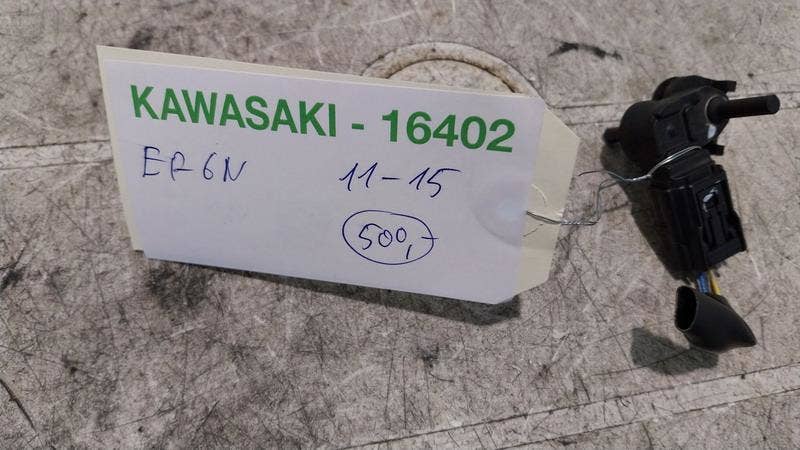 KAWASAKI - 16402
ER6N 11-15
500,-